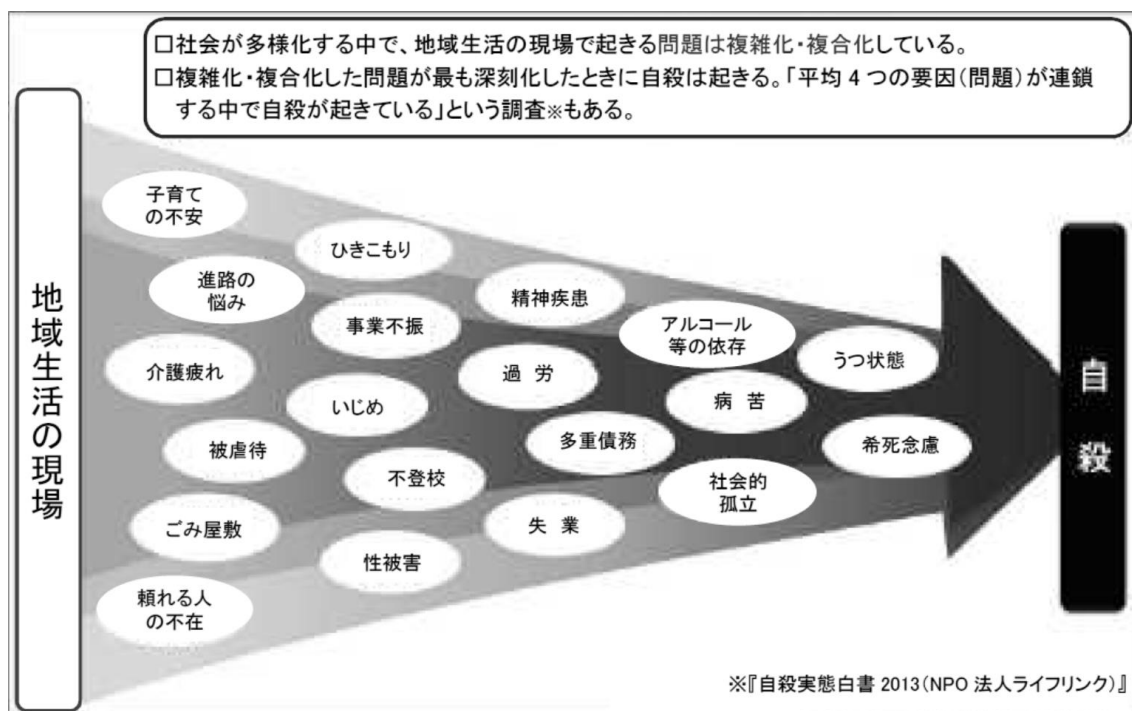 □社会が多様化する中で、地域生活の現場で起きる問題は複雑化・複合化している。
□複雑化・複合化した問題が最も深刻化したときに自殺は起きる。「平均4つの要因(問題)が連鎖
する中で自殺が起きている」という調査※もある。
地域生活の現場
子育て
の不安
進路の
悩み
介護疲れ
被虐待
ごみ屋敷
頼れる人
の不在
ひきこもり
事業不振
いじめ
不登校
性被害
精神疾患
過 労
多重債務
失 業
アルコール
等の依存
病 苦
社会的
孤立
うつ状態
希死念慮
自 殺
※『自殺実態白書 2013(NPO 法人ライフリンク)』